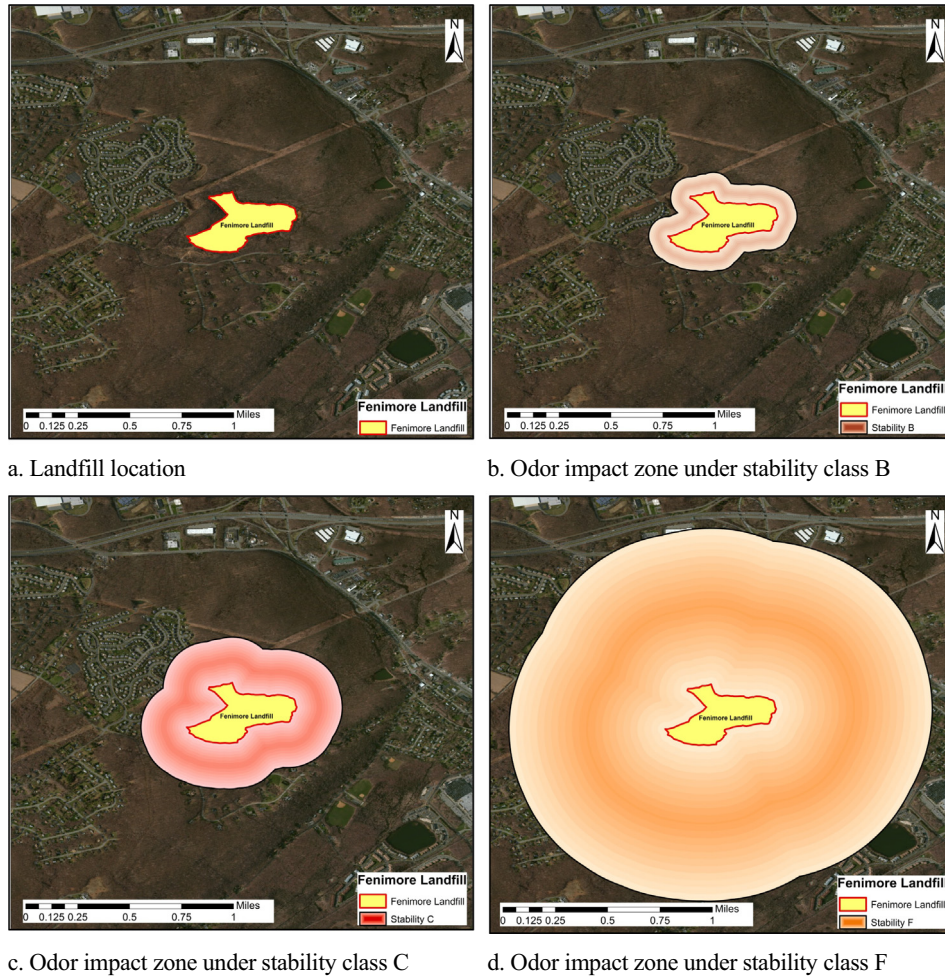 N
Fenimore Landfill
Miles
0 0.125 0.25 0.5 0.75 1
Fenimore Landfill
Fenimore Landfill
a. Landfill location
N
Fenimore Landfill
Miles
0 0.125 0.25 0.5 0.75 1
Fenimore Landfill
Fenimore Landfill
Stability B
b. Odor impact zone under stability class B
N
Fenimore Landfill
Miles
0 0.125 0.25 0.5 0.75 1
Fenimore Landfill
Fenimore Landfill
Stability C
c. Odor impact zone under stability class C
N
Fenimore Landfill
Miles
0 0.125 0.25 0.5 0.75 1
Fenimore Landfill
Fenimore Landfill
Stability F
d. Odor impact zone under stability class F